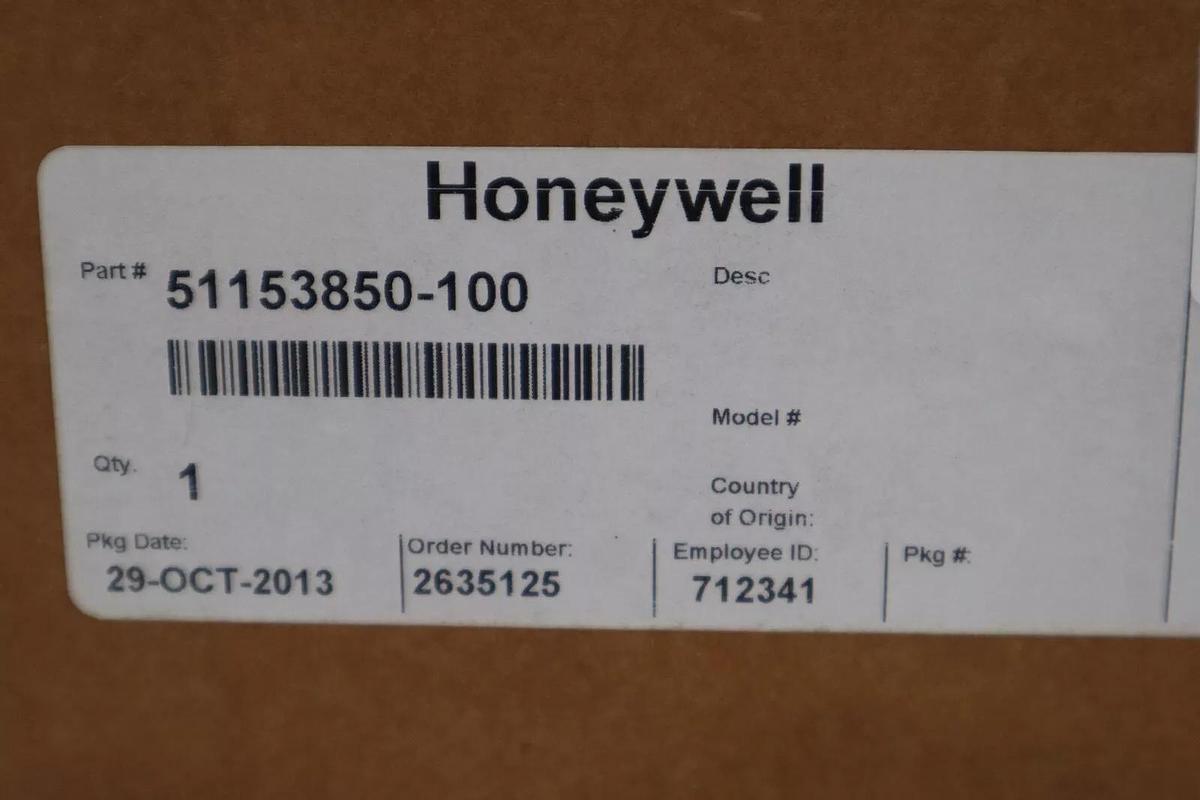 Honeywell
Part # 51153850-100
Desc
Model #
Qty. 1
Country
of Origin:
Pkg Date:
29-OCT-2013
Order Number:
2635125
Employee ID:
712341
Pkg #: